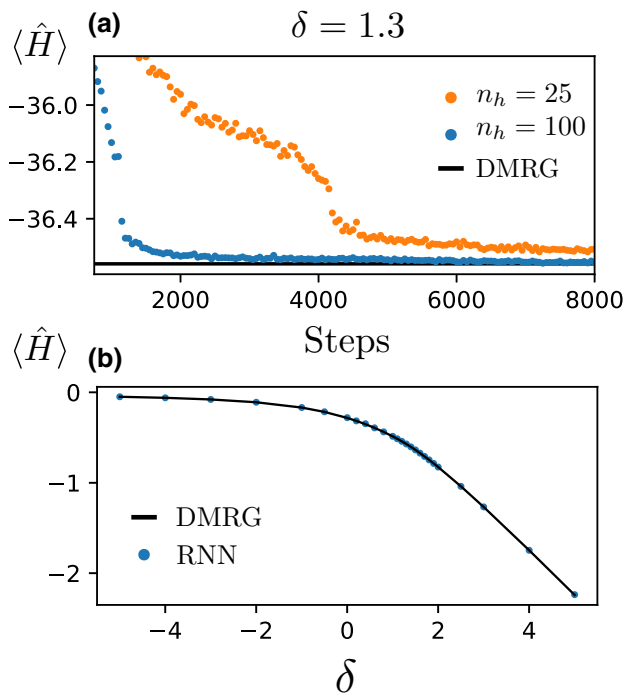 (a) δ = 1.3
⟨Ĥ⟩
−36.0
−36.2
−36.4
n_h = 25
n_h = 100
DMRG
2000 4000 6000 8000
Steps
⟨Ĥ⟩ (b)
0
−1
−2
DMRG
RNN
−4 −2 0 2 4
δ